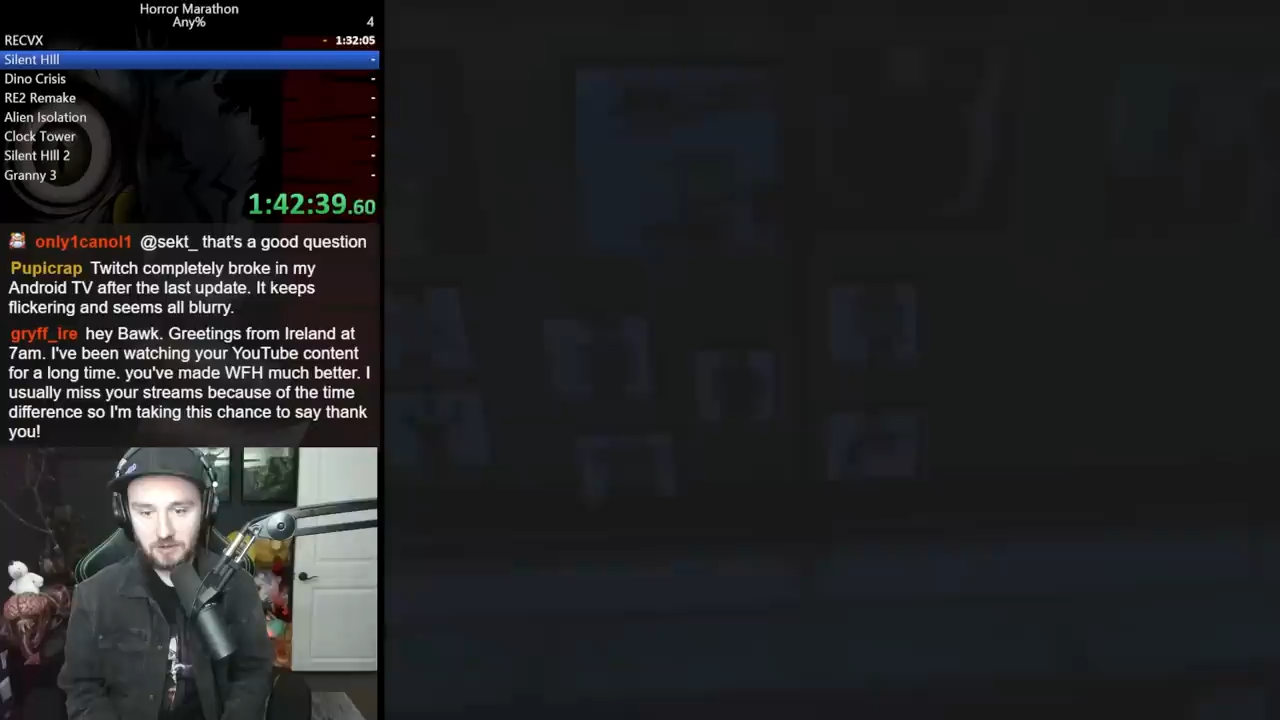 Horror Marathon
Any%
4
RECVX - 1:32:05
Silent HIll -
Dino Crisis -
RE2 Remake -
Alien Isolation -
Clock Tower -
Silent HIll 2 -
Granny 3 -
1:42:39.60
only1canol1 @sekt_ that's a good question
Pupicrap Twitch completely broke in my
Android TV after the last update. It keeps
flickering and seems all blurry.
gryff_ire hey Bawk. Greetings from Ireland at
7am. I've been watching your YouTube content
for a long time. you've made WFH much better. I
usually miss your streams because of the time
difference so I'm taking this chance to say thank
you!